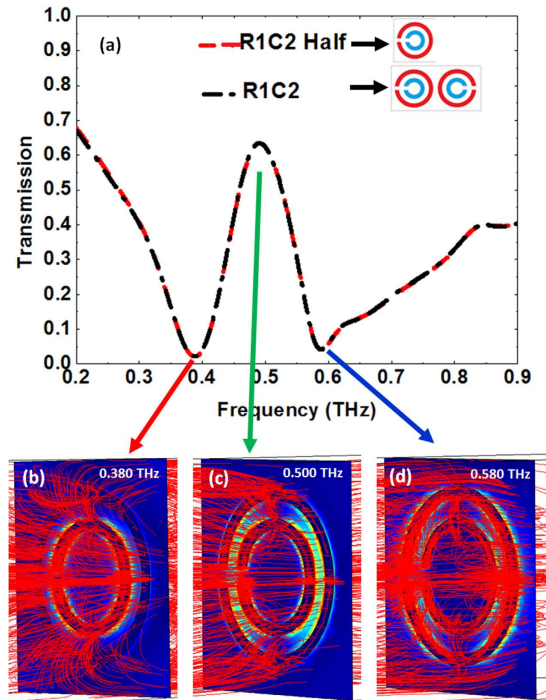 1.0
(a)
R1C2 Half
0.9
0.8
R1C2
0.7
0.6
0.5
0.4
0.3
0.2
0.1
0.0
Transmission
0.2 0.3 0.4 0.5 0.6 0.7 0.8 0.9
Frequency (THz)
(b) 0.380 THz
(c) 0.500 THz
(d) 0.580 THz